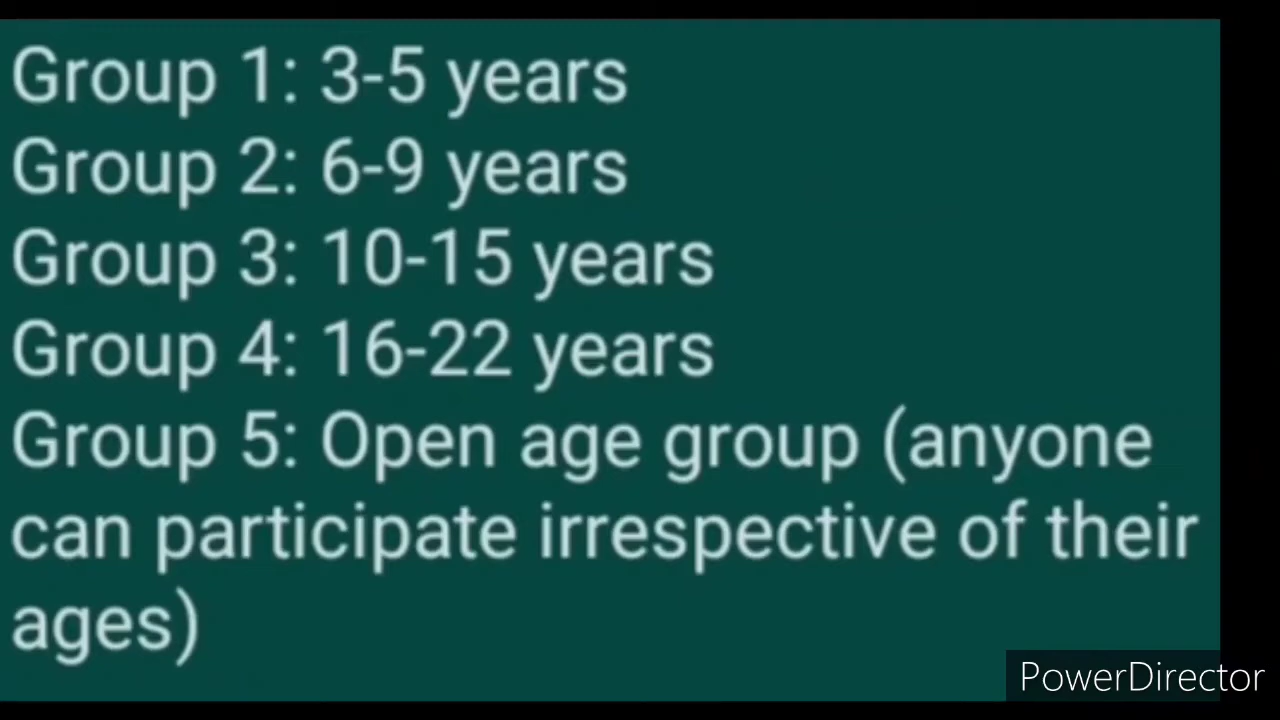 Group 1: 3-5 years
Group 2: 6-9 years
Group 3: 10-15 years
Group 4: 16-22 years
Group 5: Open age group (anyone
can participate irrespective of their
ages)
PowerDirector